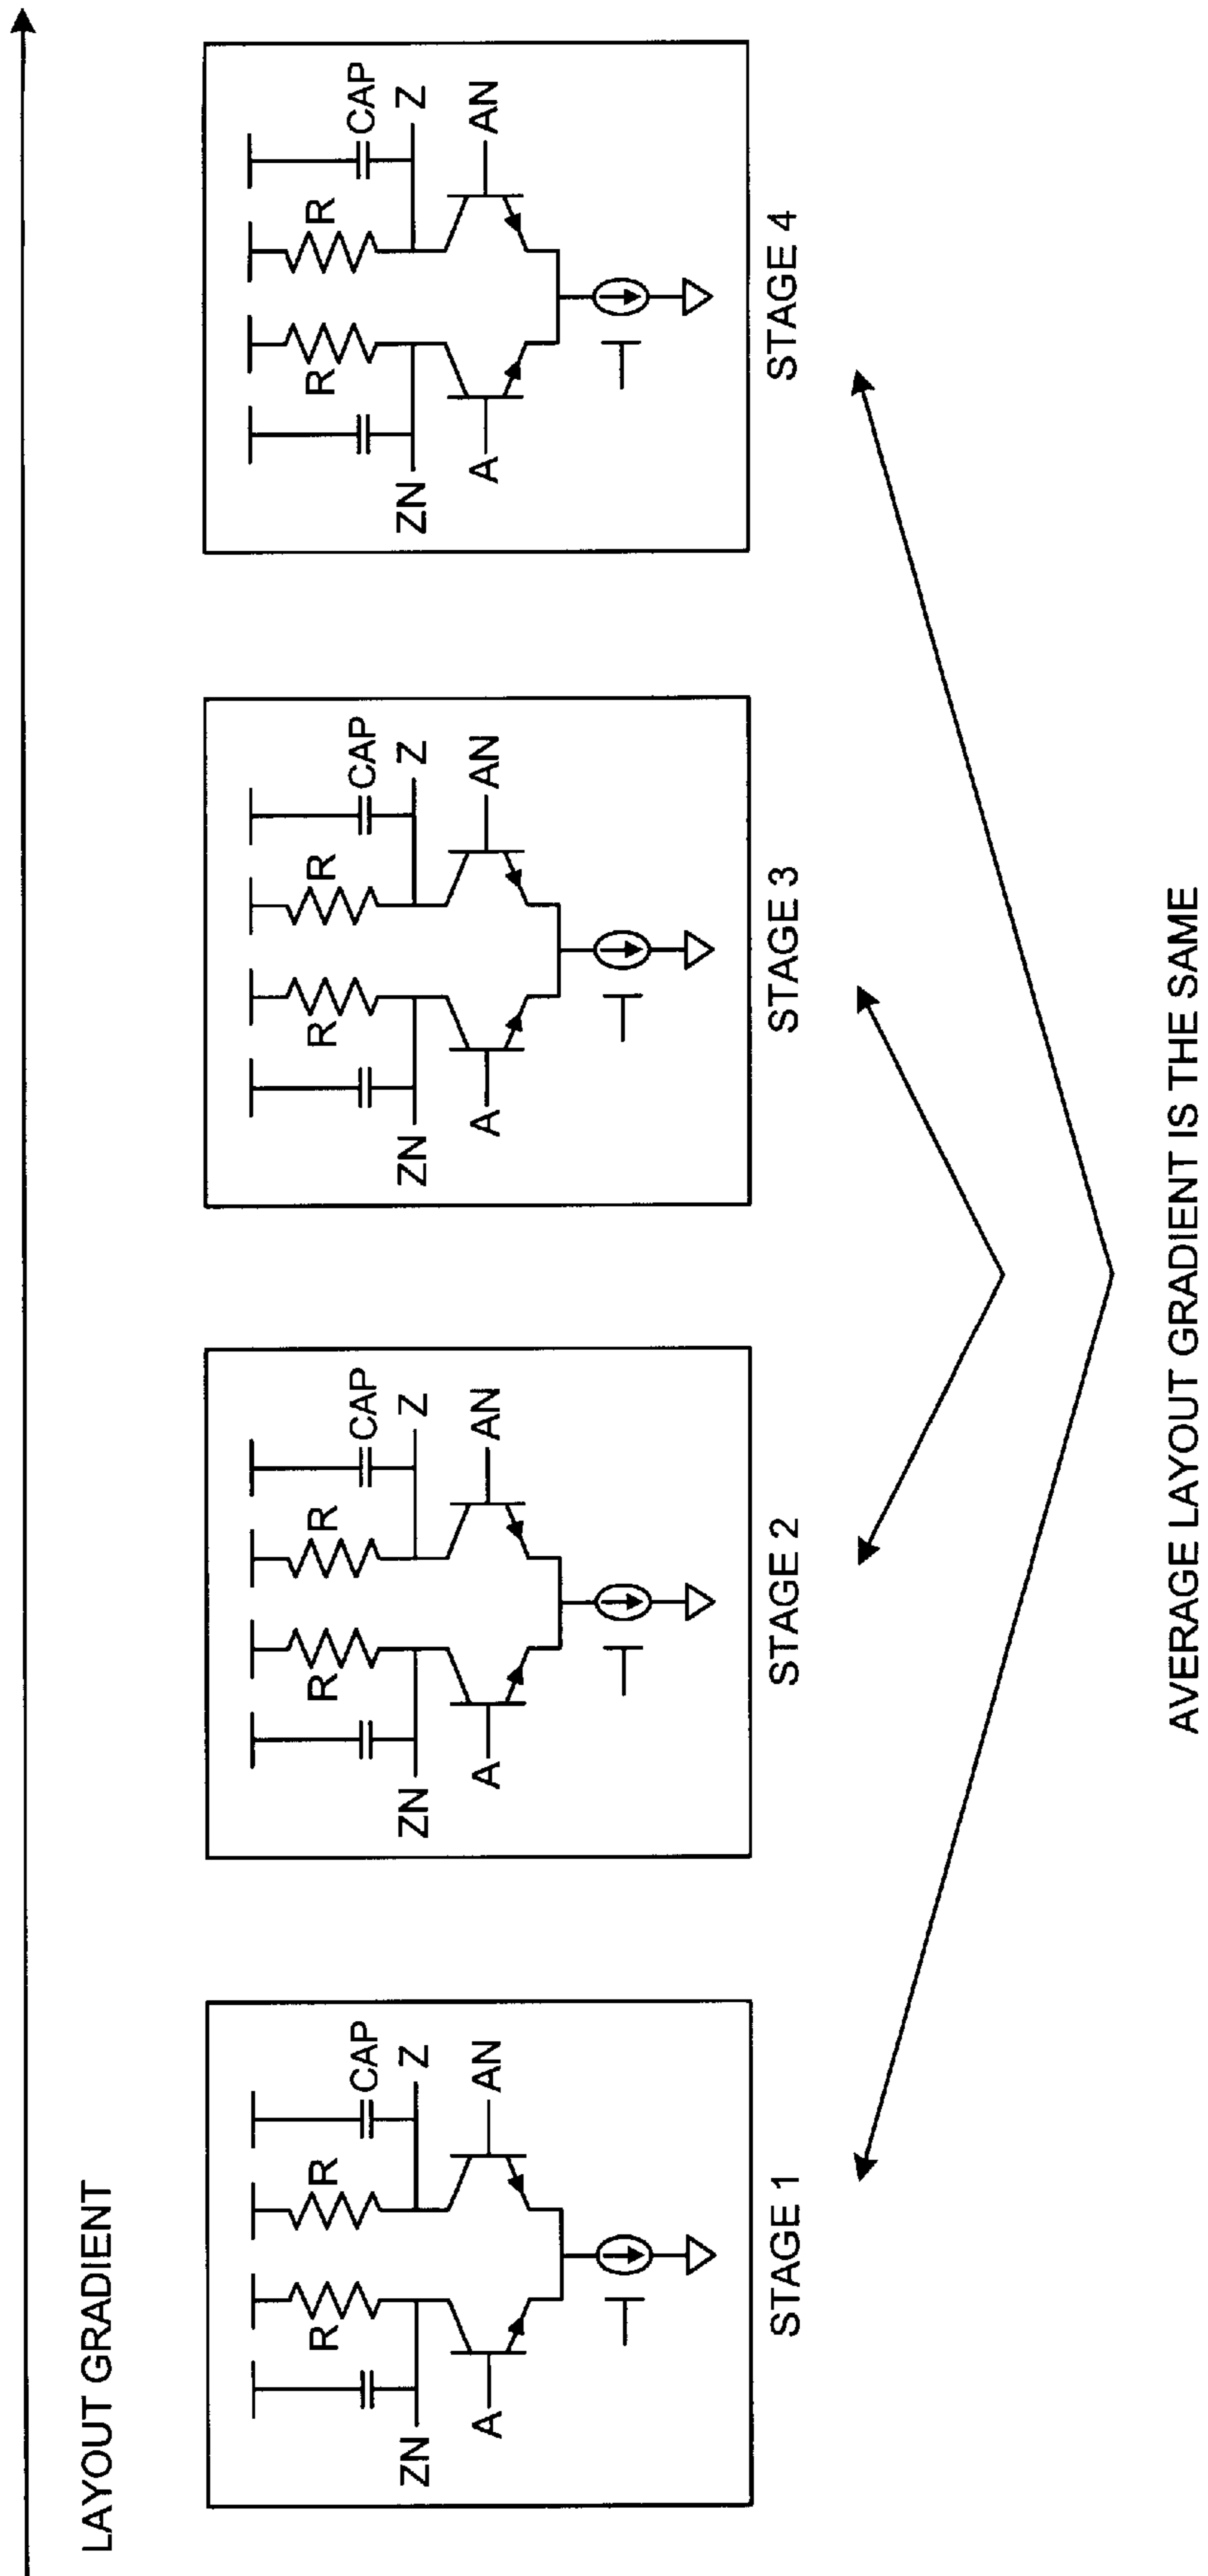 LAYOUT GRADIENT
R
R
CAP
ZN
Z
A
AN
STAGE 1
R
R
CAP
ZN
Z
A
AN
STAGE 2
R
R
CAP
ZN
Z
A
AN
STAGE 3
R
R
CAP
ZN
Z
A
AN
STAGE 4
AVERAGE LAYOUT GRADIENT IS THE SAME